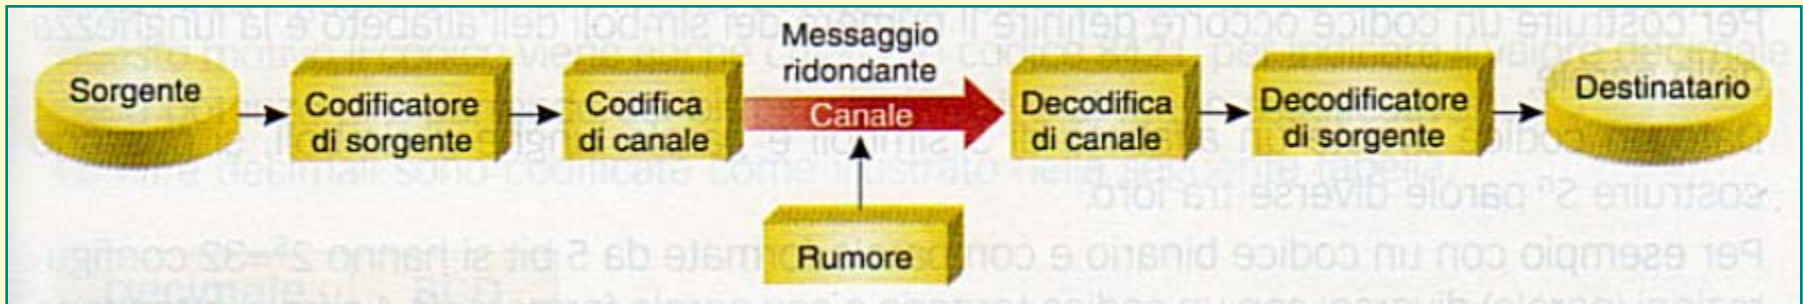 Messaggio
ridondante
Sorgente
Codificatore
di sorgente
Codifica
di canale
Canale
Decodifica
di canale
Decodificatore
di sorgente
Destinatario
Rumore